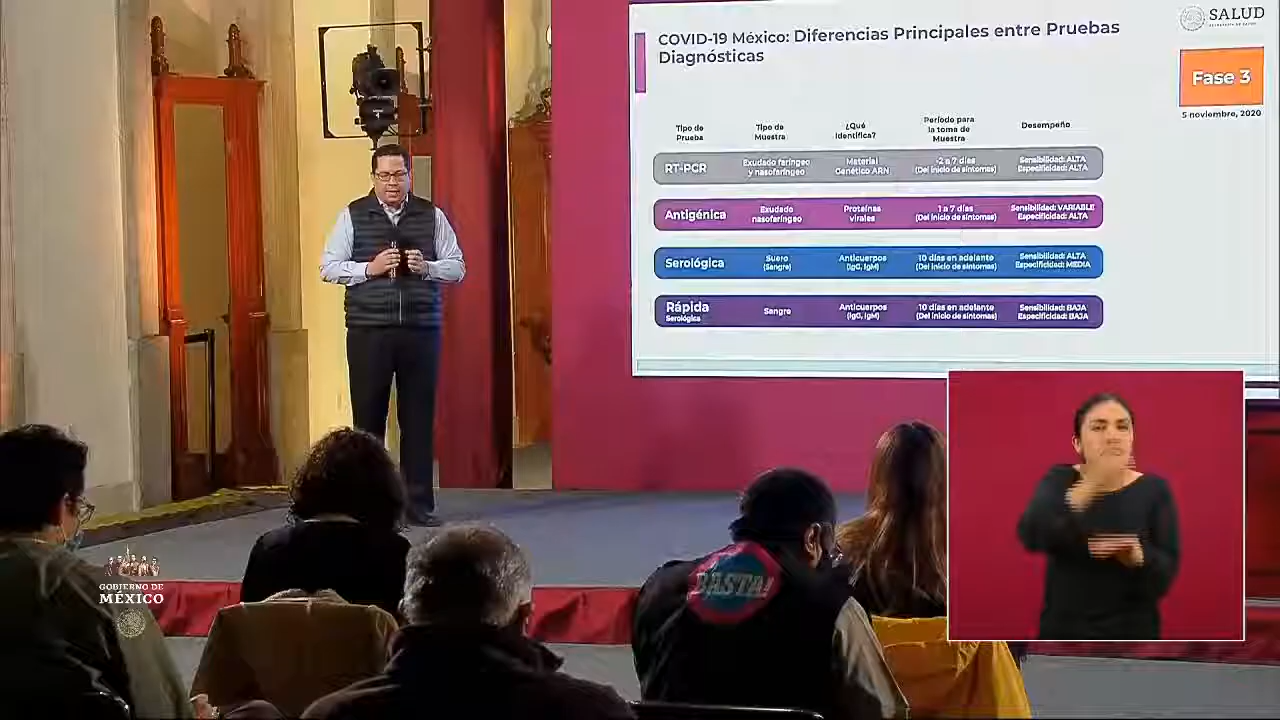 COVID-19 México: Diferencias Principales entre Pruebas
Diagnósticas
SALUD
Fase 3
5 noviembre, 2020
Tipo de
Prueba
Tipo de
Muestra
¿Qué
identifica?
Período para
la toma de
Muestra
Desempeño
RT-PCR
Exudado faríngeo
y nasofaríngeo
Material
Genético ARN
-2 a 7 días
(Del inicio de síntomas)
Sensibilidad: ALTA
Especificidad: ALTA
Antigénica
Exudado
nasofaríngeo
Proteínas
virales
1 a 7 días
(Del inicio de síntomas)
Sensibilidad: VARIABLE
Especificidad: ALTA
Serológica
Suero
(Sangre)
Anticuerpos
(IgG, IgM)
10 días en adelante
(Del inicio de síntomas)
Sensibilidad: ALTA
Especificidad: MEDIA
Rápida
Serológica
Sangre
Anticuerpos
(IgG, IgM)
10 días en adelante
(Del inicio de síntomas)
Sensibilidad: BAJA
Especificidad: BAJA
BASTA!
GOBIERNO DE
MÉXICO